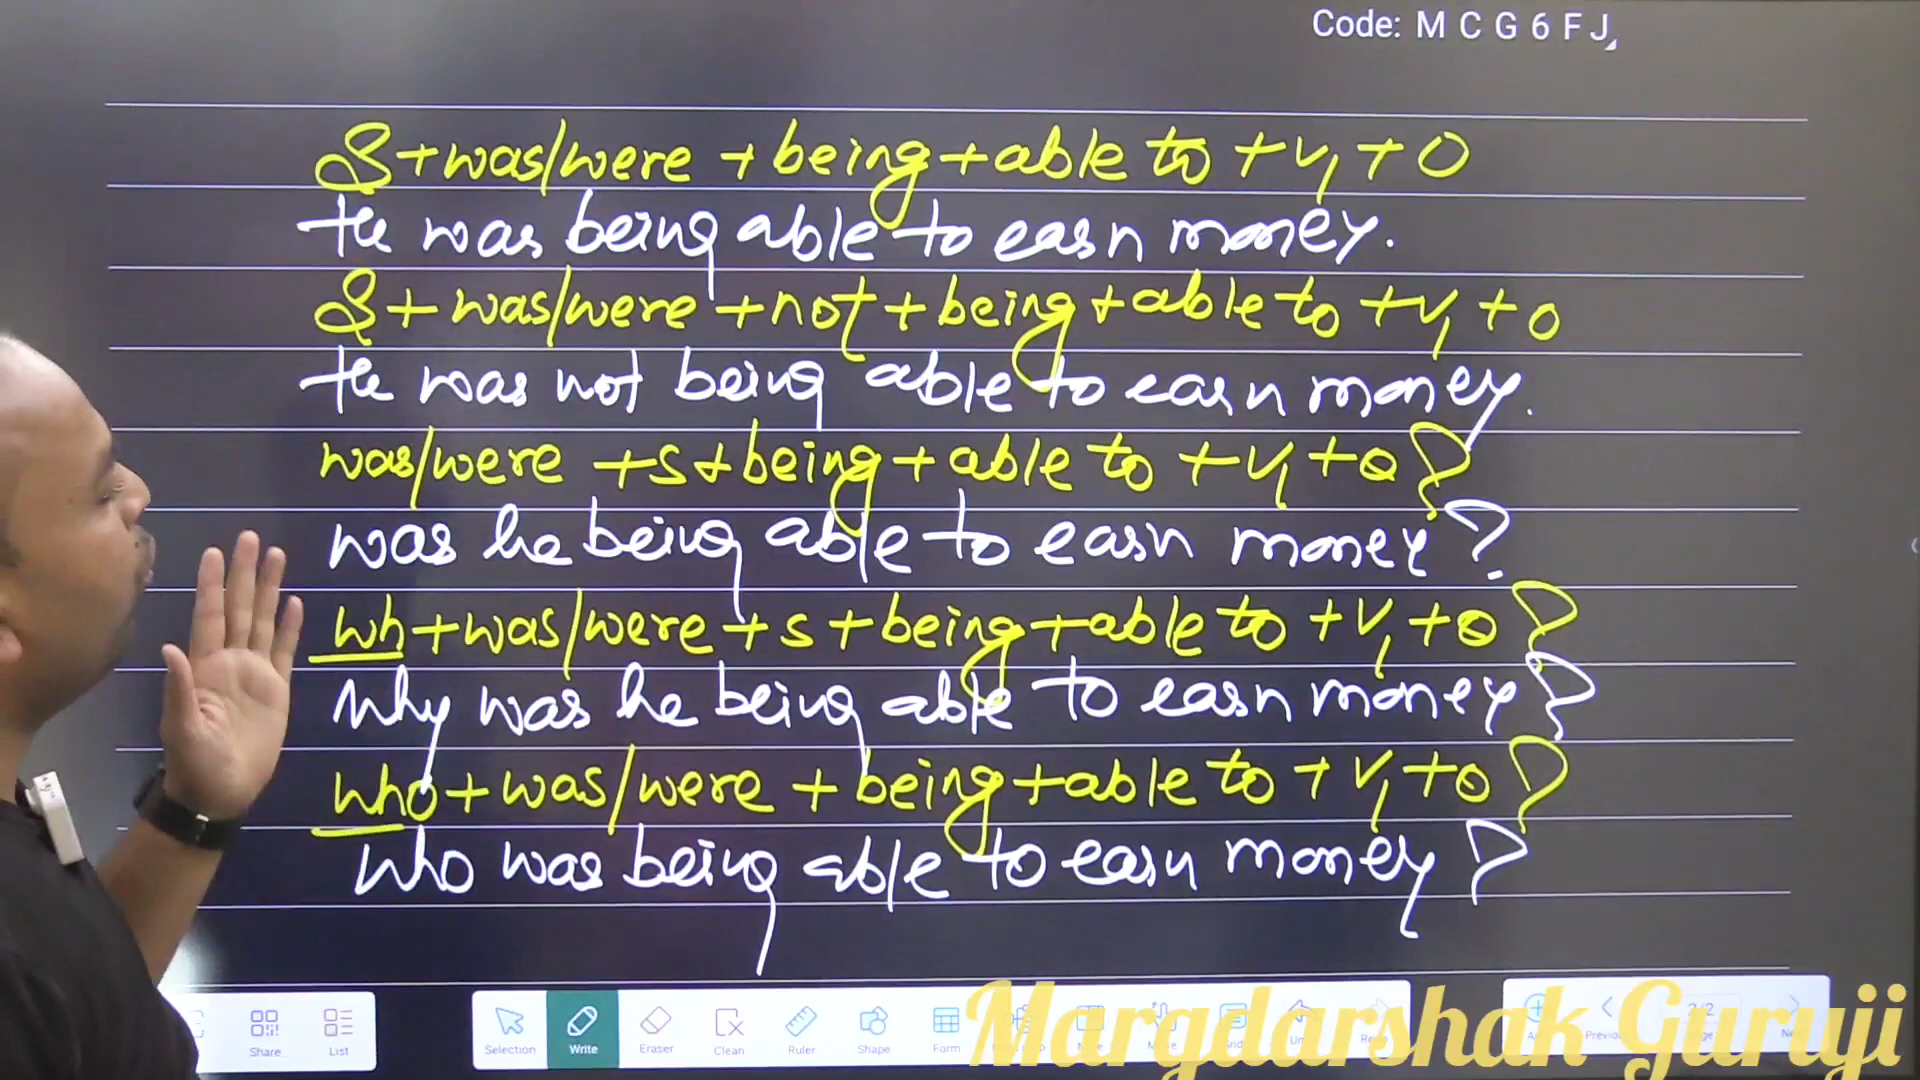 Code: M C G 6 F J
S+was/were + being + able to + V1 + O
He was being able to earn money.
S + was/were + not + being + able to + V1 + O
He was not being able to earn money.
was/were + s + being + able to + V1 + O ?
was he being able to earn money ?
wh + was/were + s + being + able to + V1 + O ?
Why was he being able to earn money ?
who + was/were + being + able to + V1 + O ?
Who was being able to earn money ?
Share List Selection Write Eraser Clean Ruler Shape Form
Margdarshak Guruji